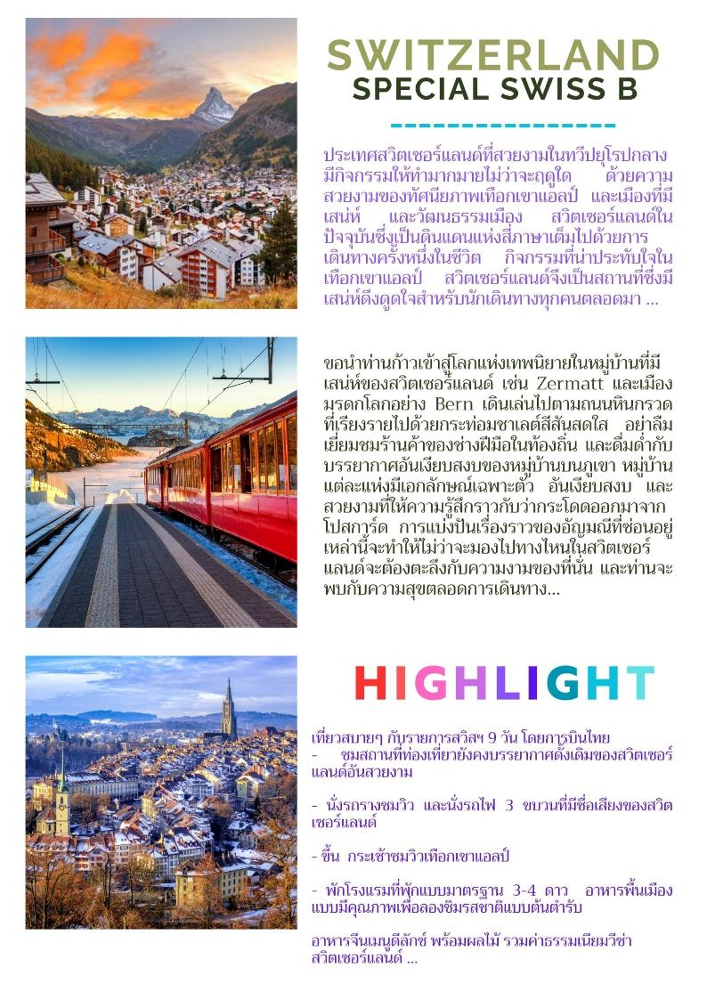 SWITZERLAND
SPECIAL SWISS B
ประเทศสวิตเซอร์แลนด์ที่สวยงามในทวีปยุโรปกลาง
มีกิจกรรมให้ทำมากมายไม่ว่าจะฤดูใด ด้วยความ
สวยงามของทัศนียภาพเทือกเขาแอลป์ และเมืองที่มี
เสน่ห์ และวัฒนธรรมเมือง สวิตเซอร์แลนด์ใน
ปัจจุบันซึ่งเป็นดินแดนแห่งสี่ภาษาเต็มไปด้วยการ
เดินทางครั้งหนึ่งในชีวิต กิจกรรมที่น่าประทับใจใน
เทือกเขาแอลป์ สวิตเซอร์แลนด์จึงเป็นสถานที่ซึ่งมี
เสน่ห์ดึงดูดใจสำหรับนักเดินทางทุกคนตลอดมา ...
ขอนำท่านก้าวเข้าสู่โลกแห่งเทพนิยายในหมู่บ้านที่มี
เสน่ห์ของสวิตเซอร์แลนด์ เช่น Zermatt และเมือง
มรดกโลกอย่าง Bern เดินเล่นไปตามถนนหินกรวด
ที่เรียงรายไปด้วยกระท่อมชาเลต์สีสันสดใส อย่าลืม
เยี่ยมชมร้านค้าของช่างฝีมือในท้องถิ่น และดื่มด่ำกับ
บรรยากาศอันเงียบสงบของหมู่บ้านบนภูเขา หมู่บ้าน
แต่ละแห่งมีเอกลักษณ์เฉพาะตัว อันเงียบสงบ และ
สวยงามที่ให้ความรู้สึกราวกับว่ากระโดดออกมาจาก
โปสการ์ด การแบ่งปันเรื่องราวของอัญมณีที่ซ่อนอยู่
เหล่านี้จะทำให้ไม่ว่าจะมองไปทางไหนในสวิตเซอร์
แลนด์จะต้องตะลึงกับความงามของที่นั่น และท่านจะ
พบกับความสุขตลอดการเดินทาง...
HIGHLIGHT
เที่ยวสบายๆ กับรายการสวิสฯ 9 วัน โดยการบินไทย
- ชมสถานที่ท่องเที่ยวยังคงบรรยากาศดั้งเดิมของสวิตเซอร์
แลนด์อันสวยงาม
- นั่งรถรางชมวิว และนั่งรถไฟ 3 ขบวนที่มีชื่อเสียงของสวิต
เซอร์แลนด์
- ขึ้น กระเช้าชมวิวเทือกเขาแอลป์
- พักโรงแรมที่พักแบบมาตรฐาน 3-4 ดาว อาหารพื้นเมือง
แบบมีคุณภาพเพื่อลองชิมรสชาติแบบต้นตำรับ
อาหารจีนเมนูดีลักซ์ พร้อมผลไม้ รวมค่าธรรมเนียมวีซ่า
สวิตเซอร์แลนด์ ...